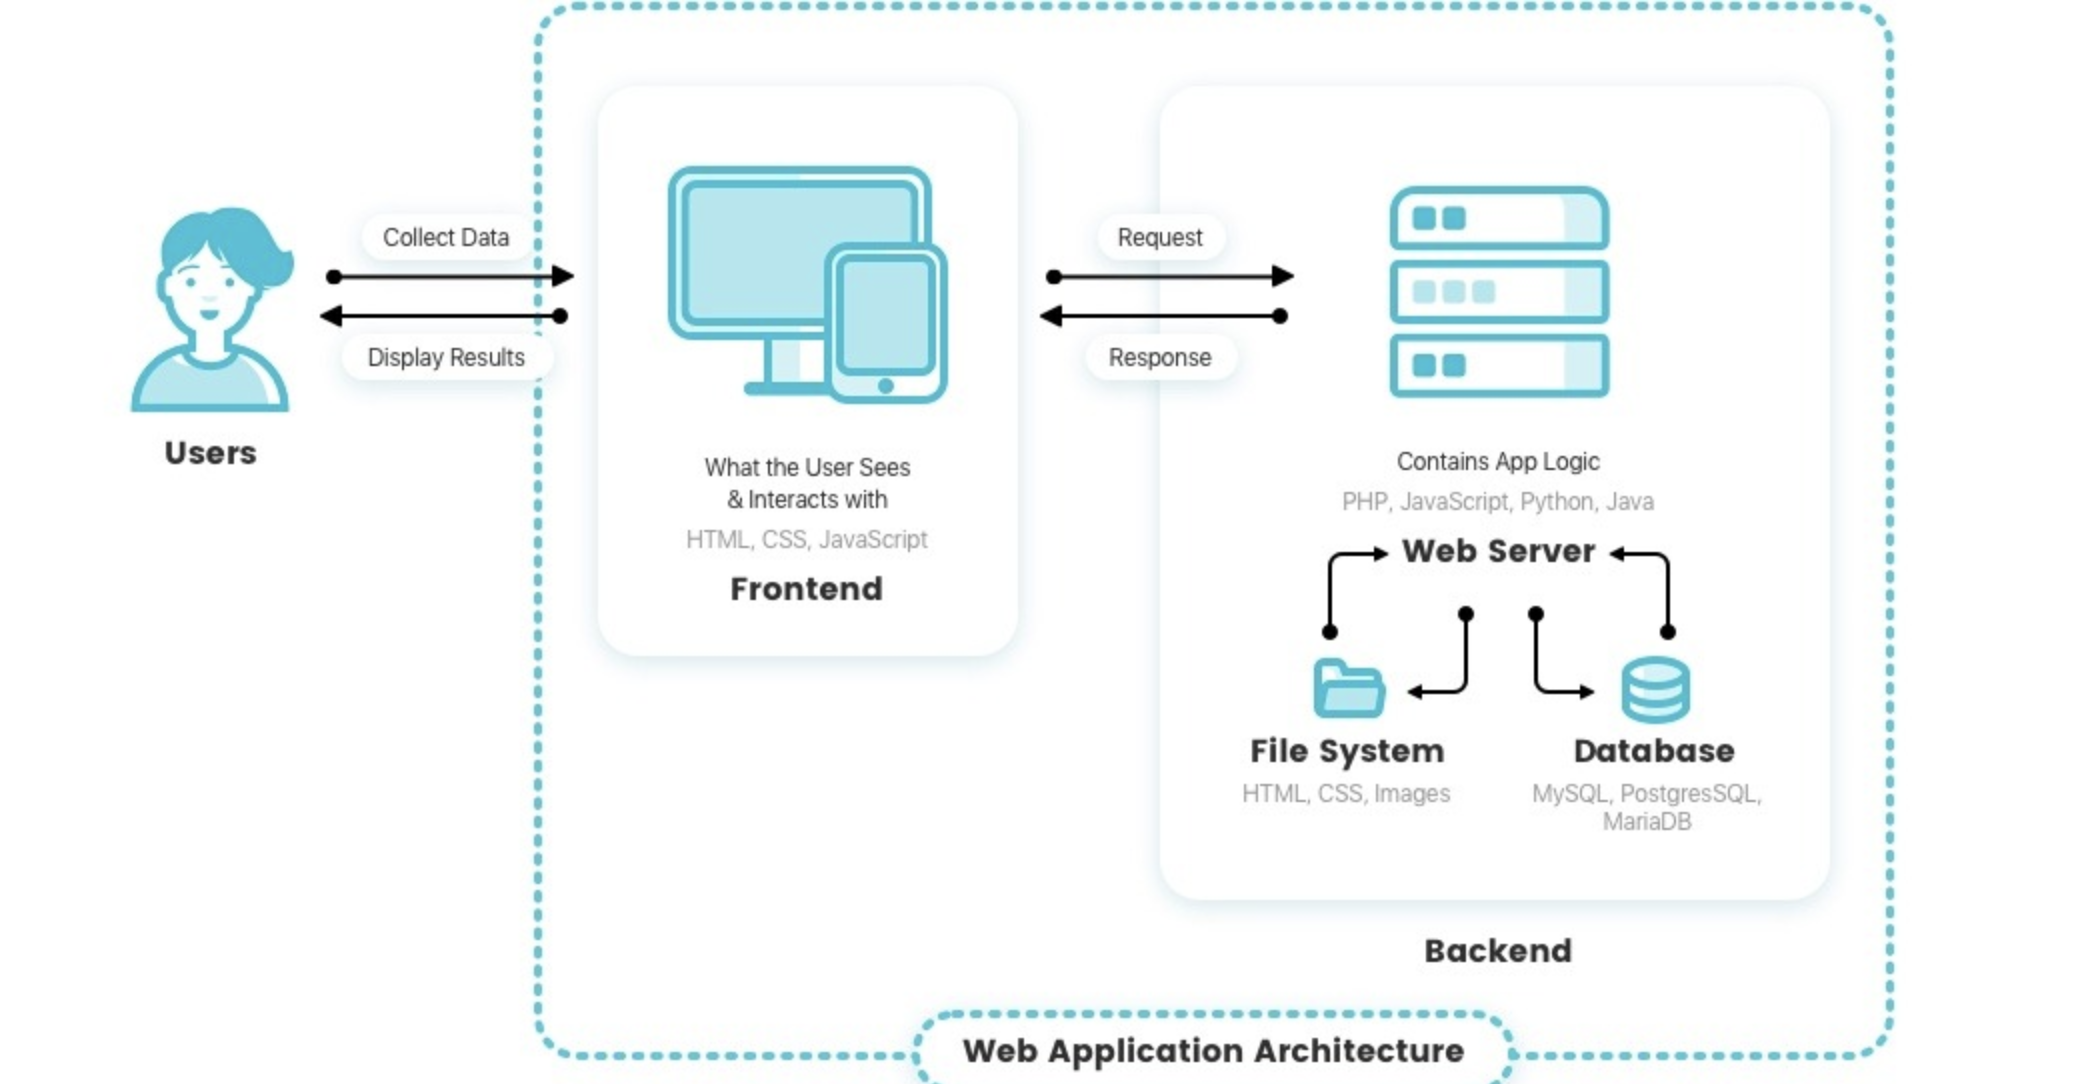 Collect Data
Display Results
Users
What the User Sees
& Interacts with
HTML, CSS, JavaScript
Frontend
Request
Response
Contains App Logic
PHP, JavaScript, Python, Java
Web Server
File System
HTML, CSS, Images
Database
MySQL, PostgresSQL,
MariaDB
Backend
Web Application Architecture